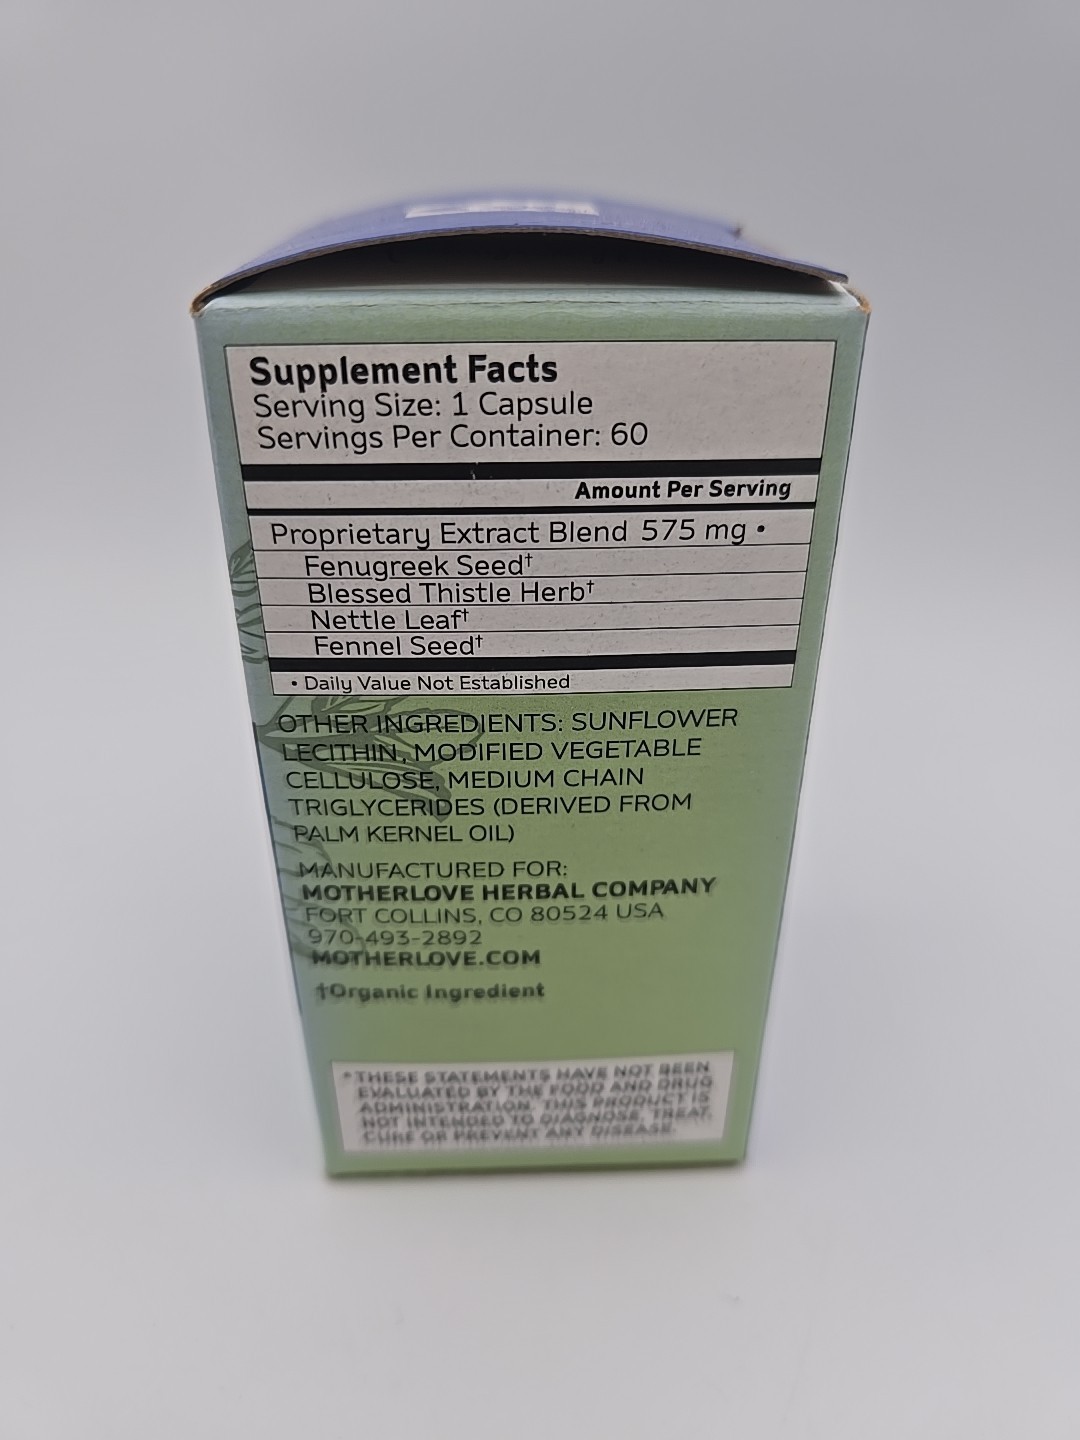 Supplement Facts
Serving Size: 1 Capsule
Servings Per Container: 60
Amount Per Serving
Proprietary Extract Blend 575 mg •
Fenugreek Seed†
Blessed Thistle Herb†
Nettle Leaf†
Fennel Seed†
• Daily Value Not Established
OTHER INGREDIENTS: SUNFLOWER
LECITHIN, MODIFIED VEGETABLE
CELLULOSE, MEDIUM CHAIN
TRIGLYCERIDES (DERIVED FROM
PALM KERNEL OIL)
MANUFACTURED FOR:
MOTHERLOVE HERBAL COMPANY
FORT COLLINS, CO 80524 USA
970-493-2892
MOTHERLOVE.COM
†Organic Ingredient
*THESE STATEMENTS HAVE NOT BEEN
EVALUATED BY THE FOOD AND DRUG
ADMINISTRATION. THIS PRODUCT IS
NOT INTENDED TO DIAGNOSE, TREAT,
CURE OR PREVENT ANY DISEASE.